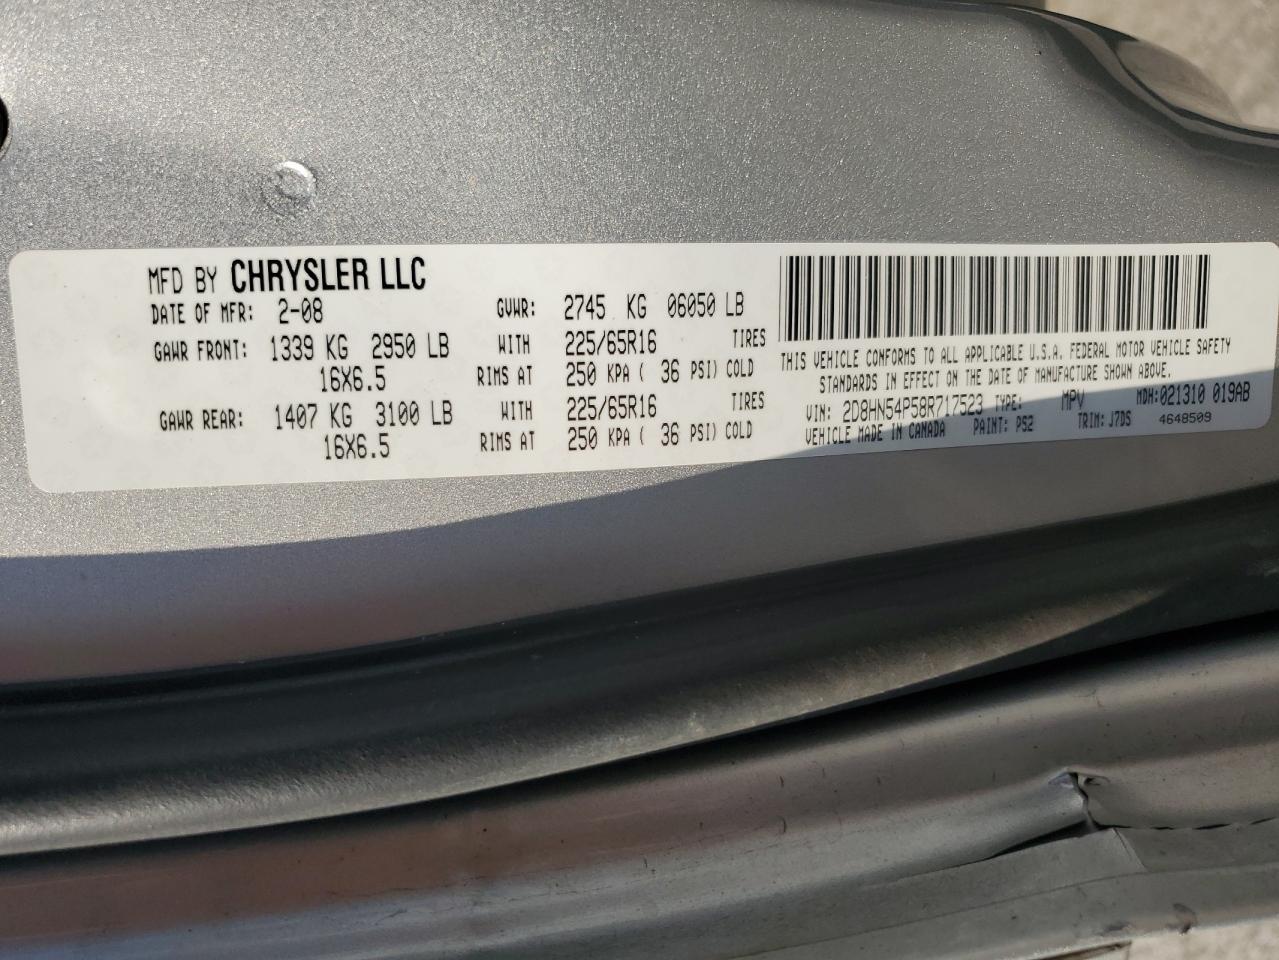 MFD BY CHRYSLER LLC
DATE OF MFR: 2-08 GVWR: 2745 KG 06050 LB
GAWR FRONT: 1339 KG 2950 LB WITH 225/65R16 TIRES
16X6.5 RIMS AT 250 KPA ( 36 PSI) COLD
GAWR REAR: 1407 KG 3100 LB WITH 225/65R16 TIRES
16X6.5 RIMS AT 250 KPA ( 36 PSI) COLD
THIS VEHICLE CONFORMS TO ALL APPLICABLE U.S.A. FEDERAL MOTOR VEHICLE SAFETY
STANDARDS IN EFFECT ON THE DATE OF MANUFACTURE SHOWN ABOVE.
VIN: 2D8HN54P58R717523 TYPE: MPV MDH:021310 019AB
VEHICLE MADE IN CANADA PAINT: PS2 TRIM: J7DS 4648509